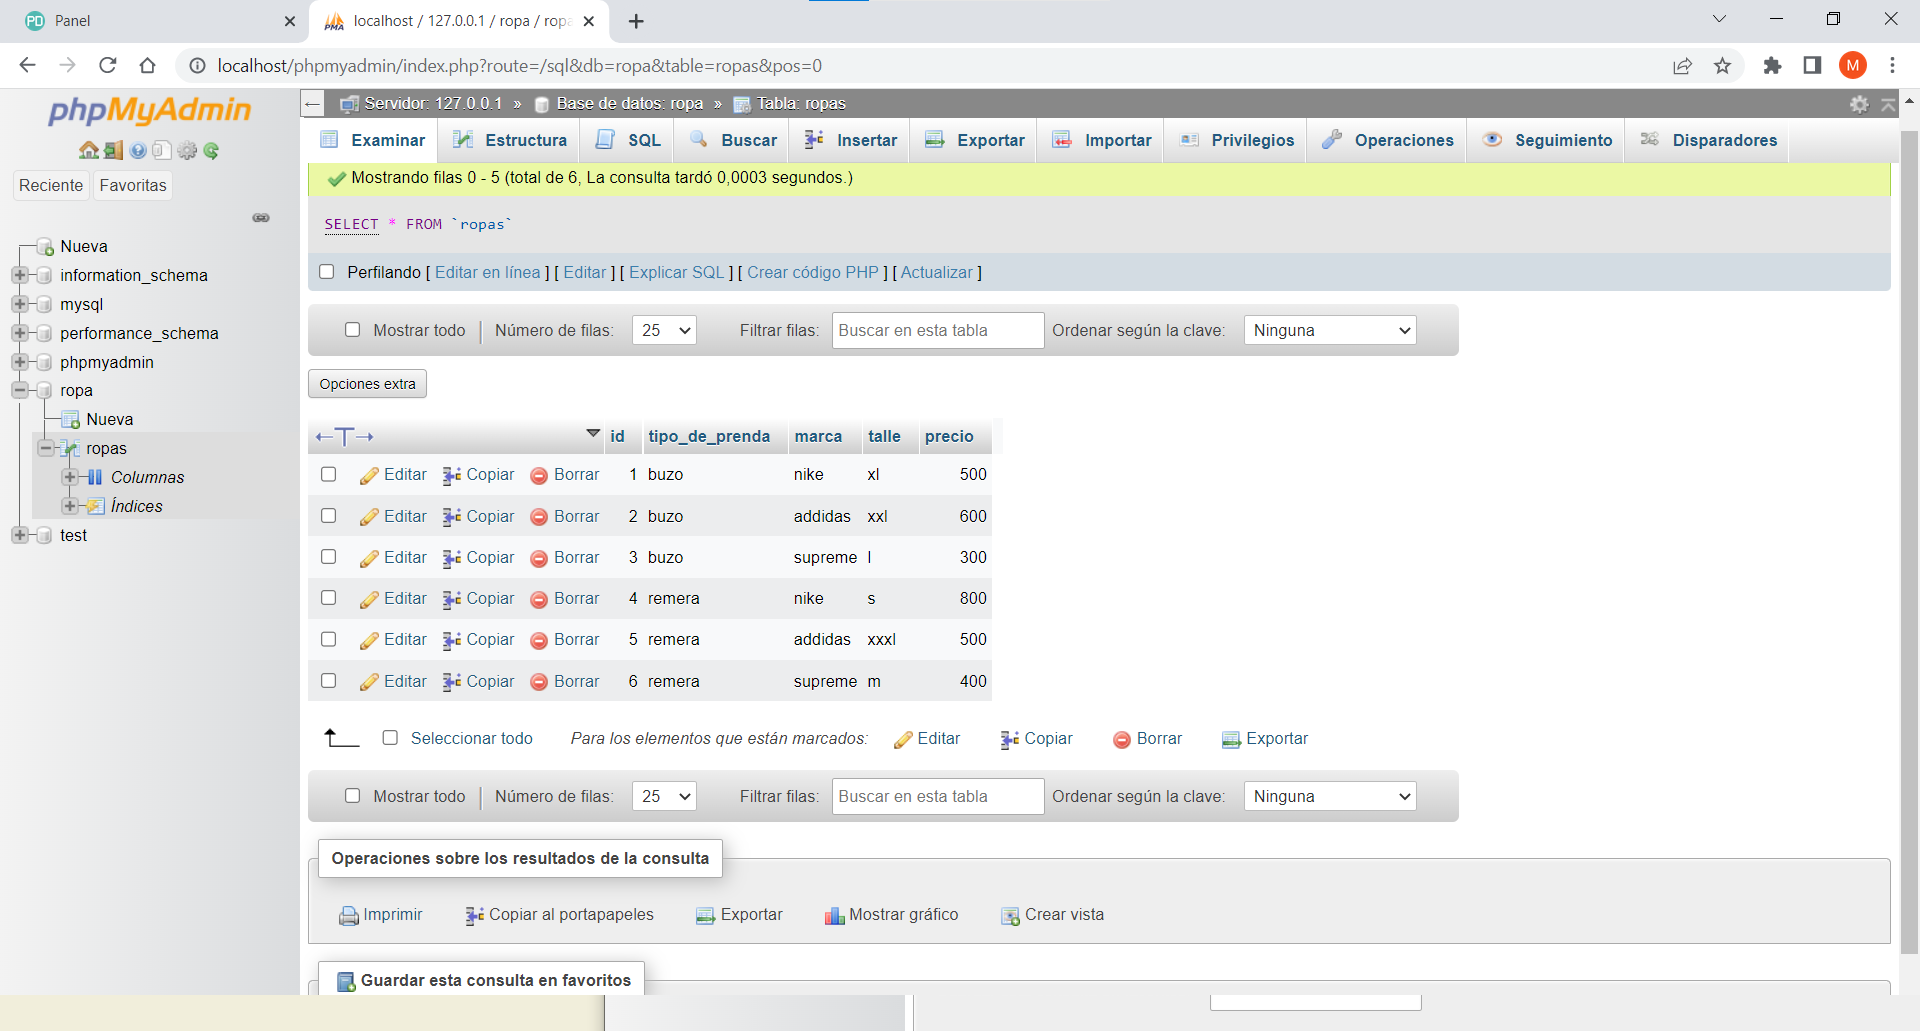 PD Panel
PMA localhost / 127.0.0.1 / ropa / ropa
localhost/phpmyadmin/index.php?route=/sql&db=ropa&table=ropas&pos=0
M
phpMyAdmin
Reciente Favoritas
Nueva
information_schema
mysql
performance_schema
phpmyadmin
ropa
Nueva
ropas
Columnas
Índices
test
Servidor: 127.0.0.1 » Base de datos: ropa » Tabla: ropas
Examinar Estructura SQL Buscar Insertar Exportar Importar Privilegios Operaciones Seguimiento Disparadores
Mostrando filas 0 - 5 (total de 6, La consulta tardó 0,0003 segundos.)
SELECT * FROM `ropas`
Perfilando [ Editar en línea ] [ Editar ] [ Explicar SQL ] [ Crear código PHP ] [ Actualizar ]
Mostrar todo | Número de filas: 25 Filtrar filas: Buscar en esta tabla Ordenar según la clave: Ninguna
Opciones extra
←T→ id tipo_de_prenda marca talle precio
Editar Copiar Borrar 1 buzo nike xl 500
Editar Copiar Borrar 2 buzo addidas xxl 600
Editar Copiar Borrar 3 buzo supreme l 300
Editar Copiar Borrar 4 remera nike s 800
Editar Copiar Borrar 5 remera addidas xxxl 500
Editar Copiar Borrar 6 remera supreme m 400
Seleccionar todo Para los elementos que están marcados: Editar Copiar Borrar Exportar
Mostrar todo | Número de filas: 25 Filtrar filas: Buscar en esta tabla Ordenar según la clave: Ninguna
Operaciones sobre los resultados de la consulta
Imprimir Copiar al portapapeles Exportar Mostrar gráfico Crear vista
Guardar esta consulta en favoritos